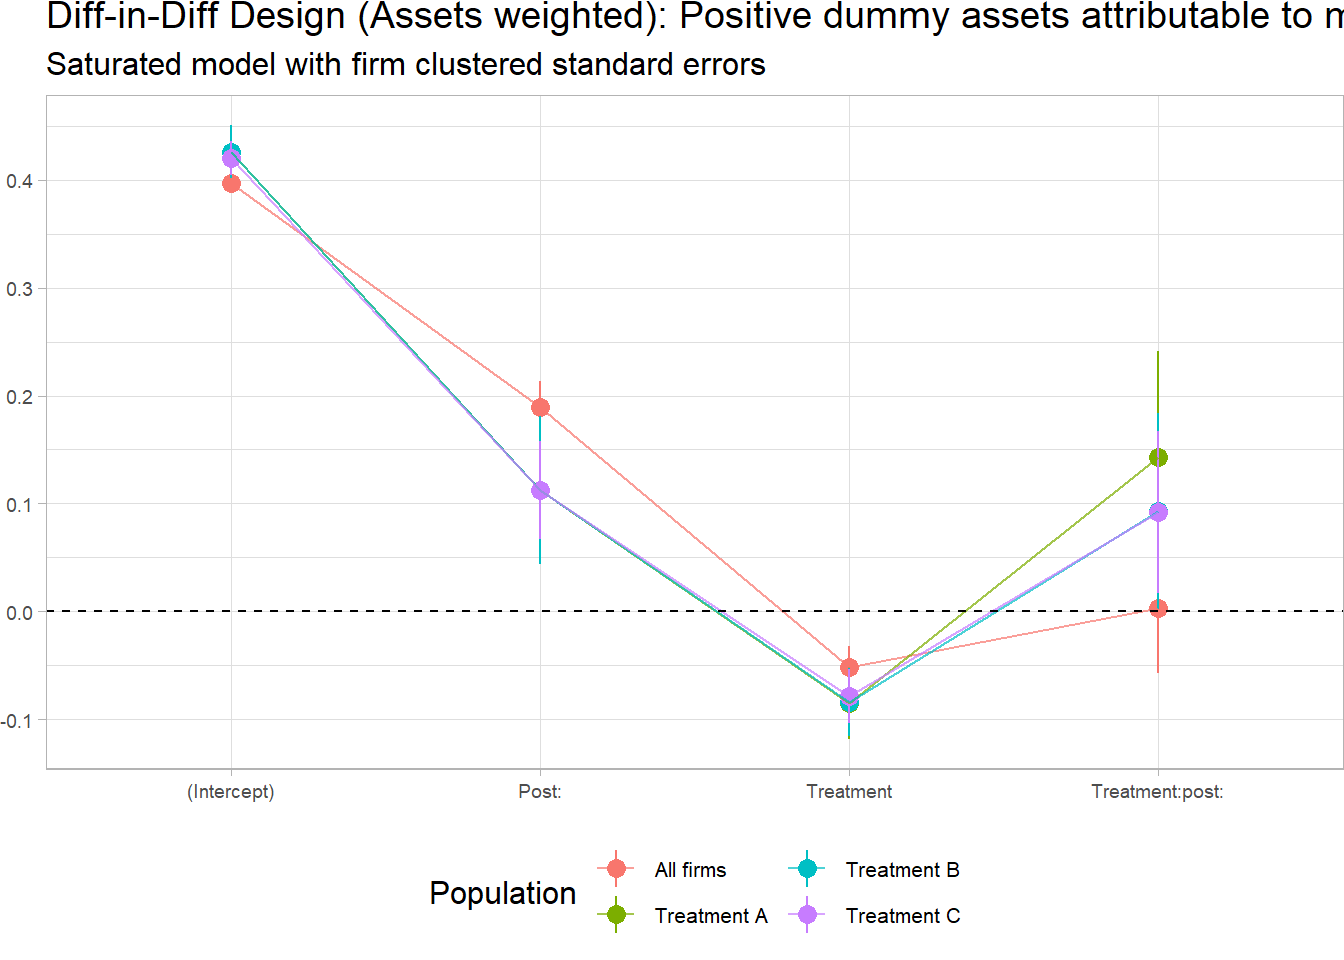 Diff-in-Diff Design (Assets weighted): Positive dummy assets attributable to
Saturated model with firm clustered standard errors
0.4
0.3
0.2
0.1
0.0
-0.1
(Intercept) Post: Treatment Treatment:post:
Population
All firms Treatment B
Treatment A Treatment C